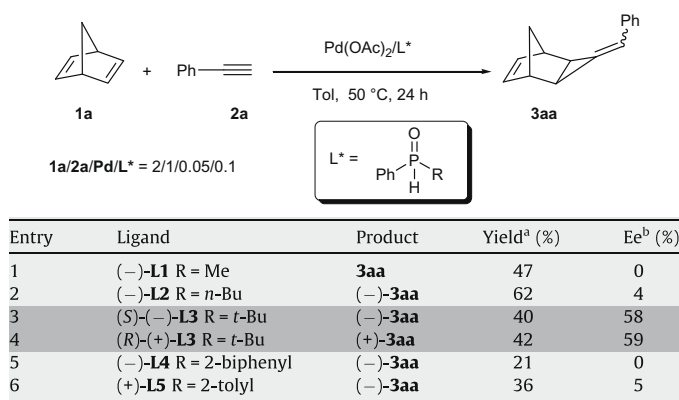 Ph
Pd(OAc)2/L*
+
Ph
Tol, 50 °C, 24 h
1a
2a
3aa
O
L* =
P
Ph
R
H
1a/2a/Pd/L* = 2/1/0.05/0.1
Entry Ligand Product Yieldᵃ (%) Eeᵇ (%)
1 (−)-L1 R = Me 3aa 47 0
2 (−)-L2 R = n-Bu (−)-3aa 62 4
3 (S)-(−)-L3 R = t-Bu (−)-3aa 40 58
4 (R)-(+)-L3 R = t-Bu (+)-3aa 42 59
5 (−)-L4 R = 2-biphenyl (−)-3aa 21 0
6 (+)-L5 R = 2-tolyl (−)-3aa 36 5